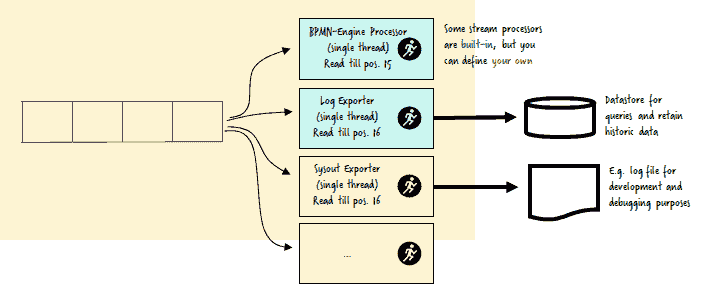 BPMN-Engine Processor
(single thread)
Read till pos. 15
Some stream processors
are built-in, but you
can define your own
Log Exporter
(single thread)
Read till pos. 16
Datastore for
queries and retain
historic data
Sysout Exporter
(single thread)
Read till pos. 16
E.g. log file for
development and
debugging purposes
....